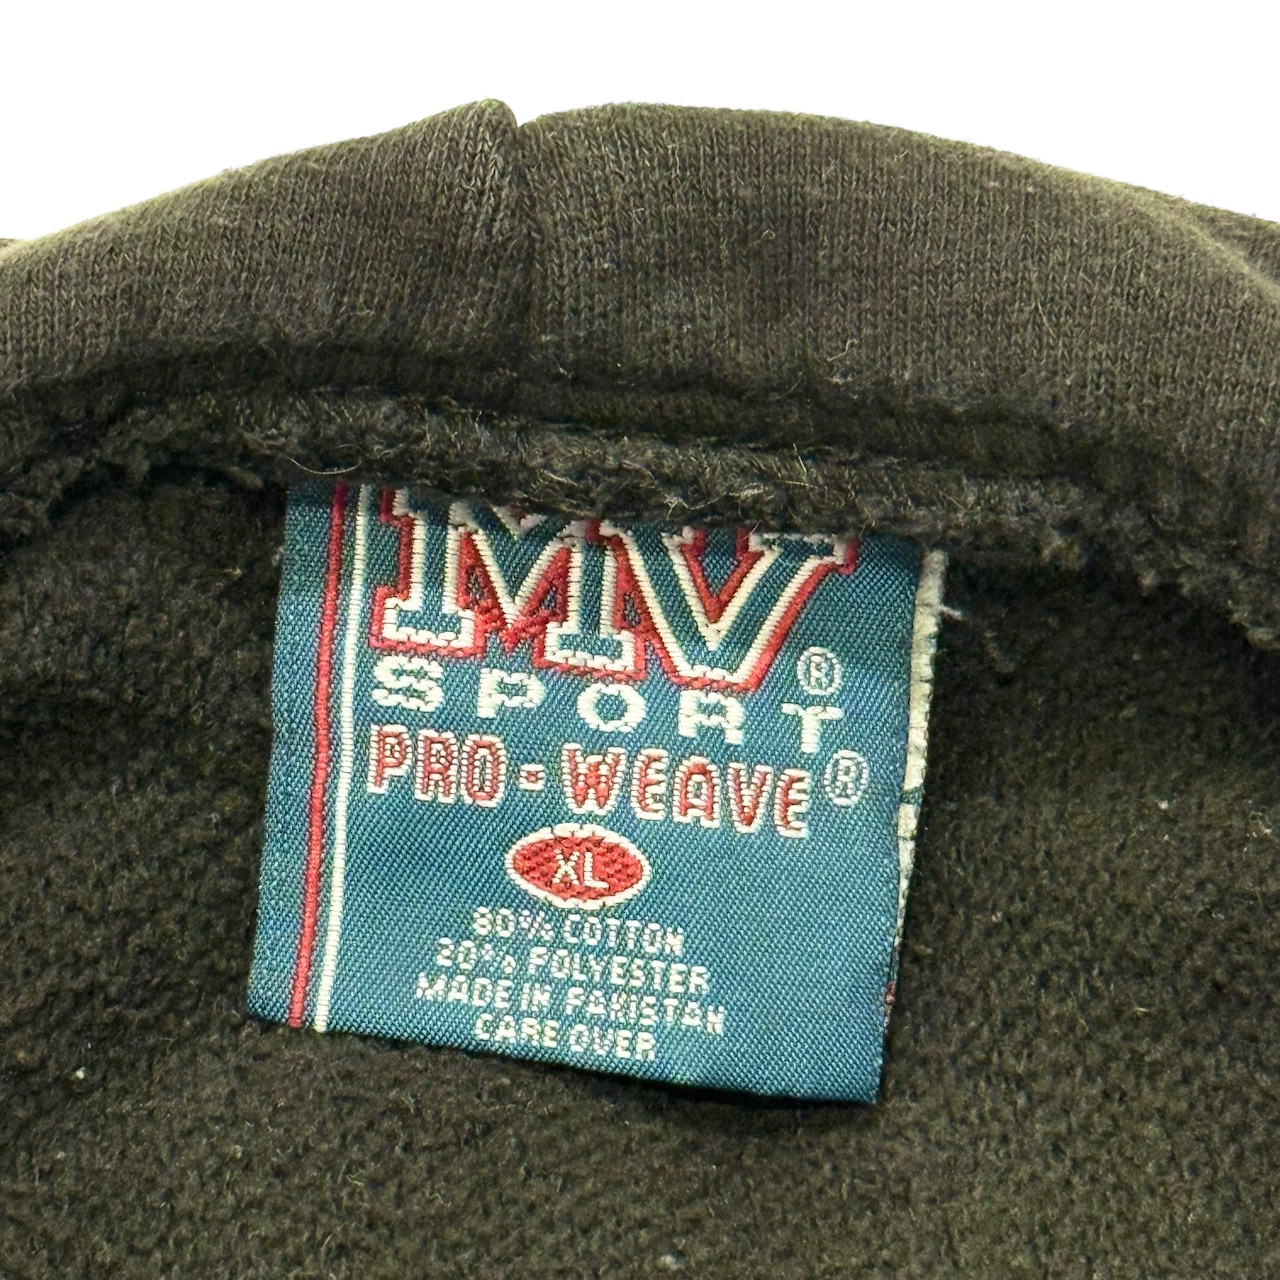 MV®
SPORT
PRO-WEAVE®
XL
80% COTTON
20% POLYESTER
MADE IN PAKISTAN
CARE OVER